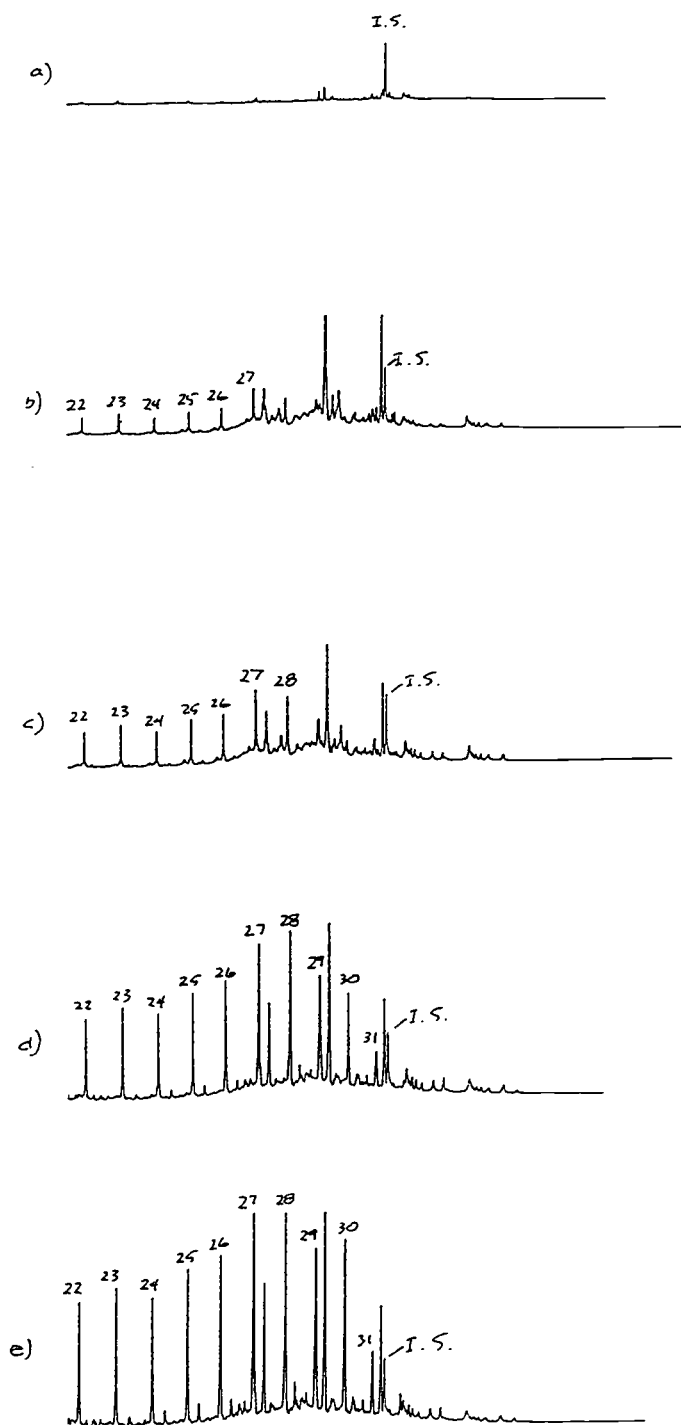 I.S.
a)
b) 22 23 24 25 26 27 I.S.
c) 22 23 24 25 26 27 28 I.S.
d) 22 23 24 25 26 27 28 29 30 31 I.S.
e) 22 23 24 25 26 27 28 29 30 31 I.S.